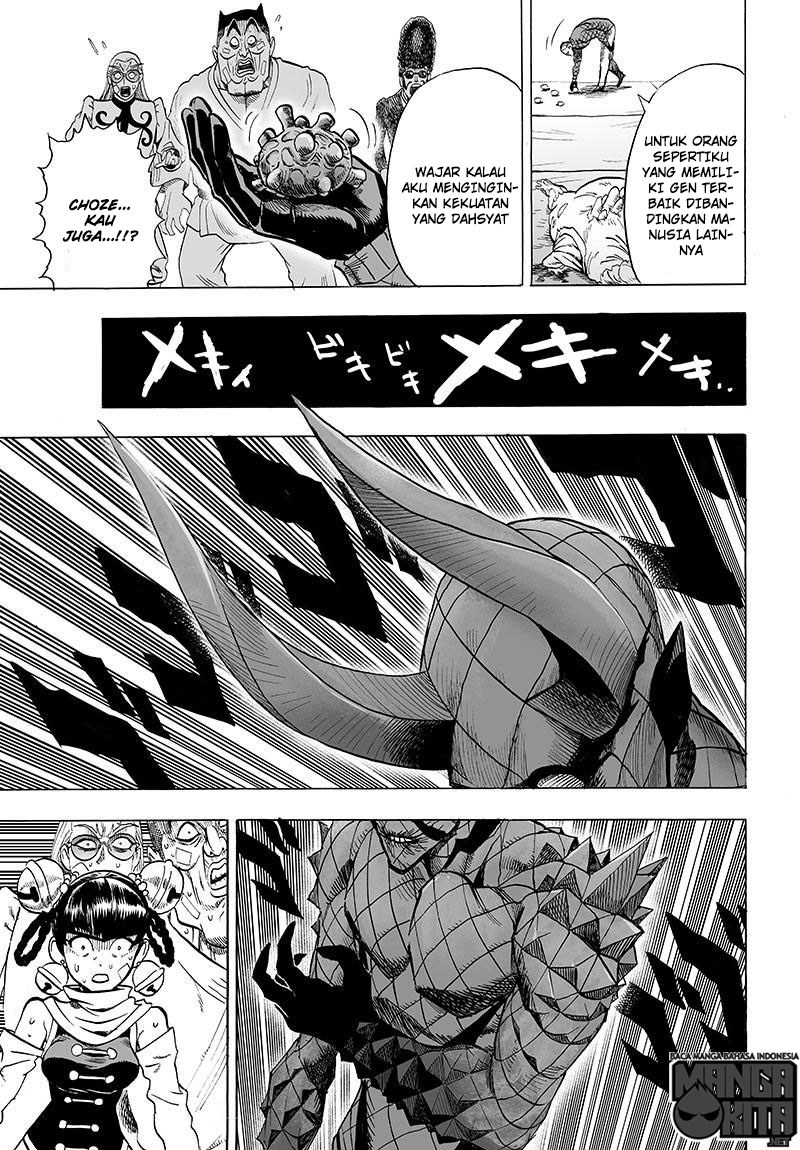 UNTUK ORANG
SEPERTIKU
YANG MEMILI-
KI GEN TER-
BAIK DIBAN-
DINGKAN MA-
NUSIA LAIN-
NYA
WAJAR KALAU
AKU MENGINGIN-
KAN KEKUATAN
YANG DAHSYAT
CHOZE...
KAU
JUGA...!!?
メキ..
メキ
ビキ
ビキ
メキィ
BACA MANGA BAHASA INDONESIA
MANGA
KITA
.NET